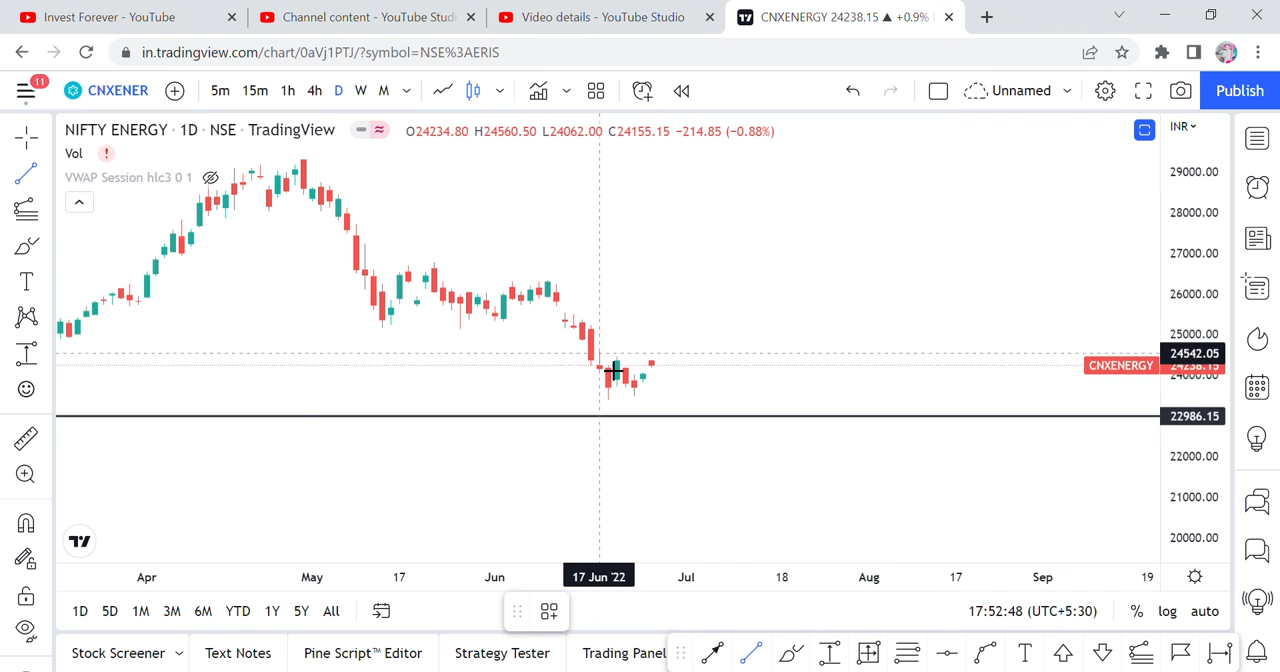 Invest Forever - YouTube
Channel content - YouTube Studi
Video details - YouTube Studio
CNXENERGY 24238.15 ▲ +0.9%
in.tradingview.com/chart/0aVj1PTJ/?symbol=NSE%3AERIS
11
CNXENER
5m 15m 1h 4h D W M
Unnamed
Publish
NIFTY ENERGY · 1D · NSE · TradingView
O24234.80 H24560.50 L24062.00 C24155.15 −214.85 (−0.88%)
INR
Vol
VWAP Session hlc3 0 1
29000.00
28000.00
27000.00
26000.00
25000.00
24542.05
CNXENERGY 24238.15
24000.00
22986.15
22000.00
21000.00
20000.00
Apr May 17 Jun 17 Jun '22 Jul 18 Aug 17 Sep 19
1D 5D 1M 3M 6M YTD 1Y 5Y All
17:52:48 (UTC+5:30) % log auto
Stock Screener Text Notes Pine Script™ Editor Strategy Tester Trading Panel